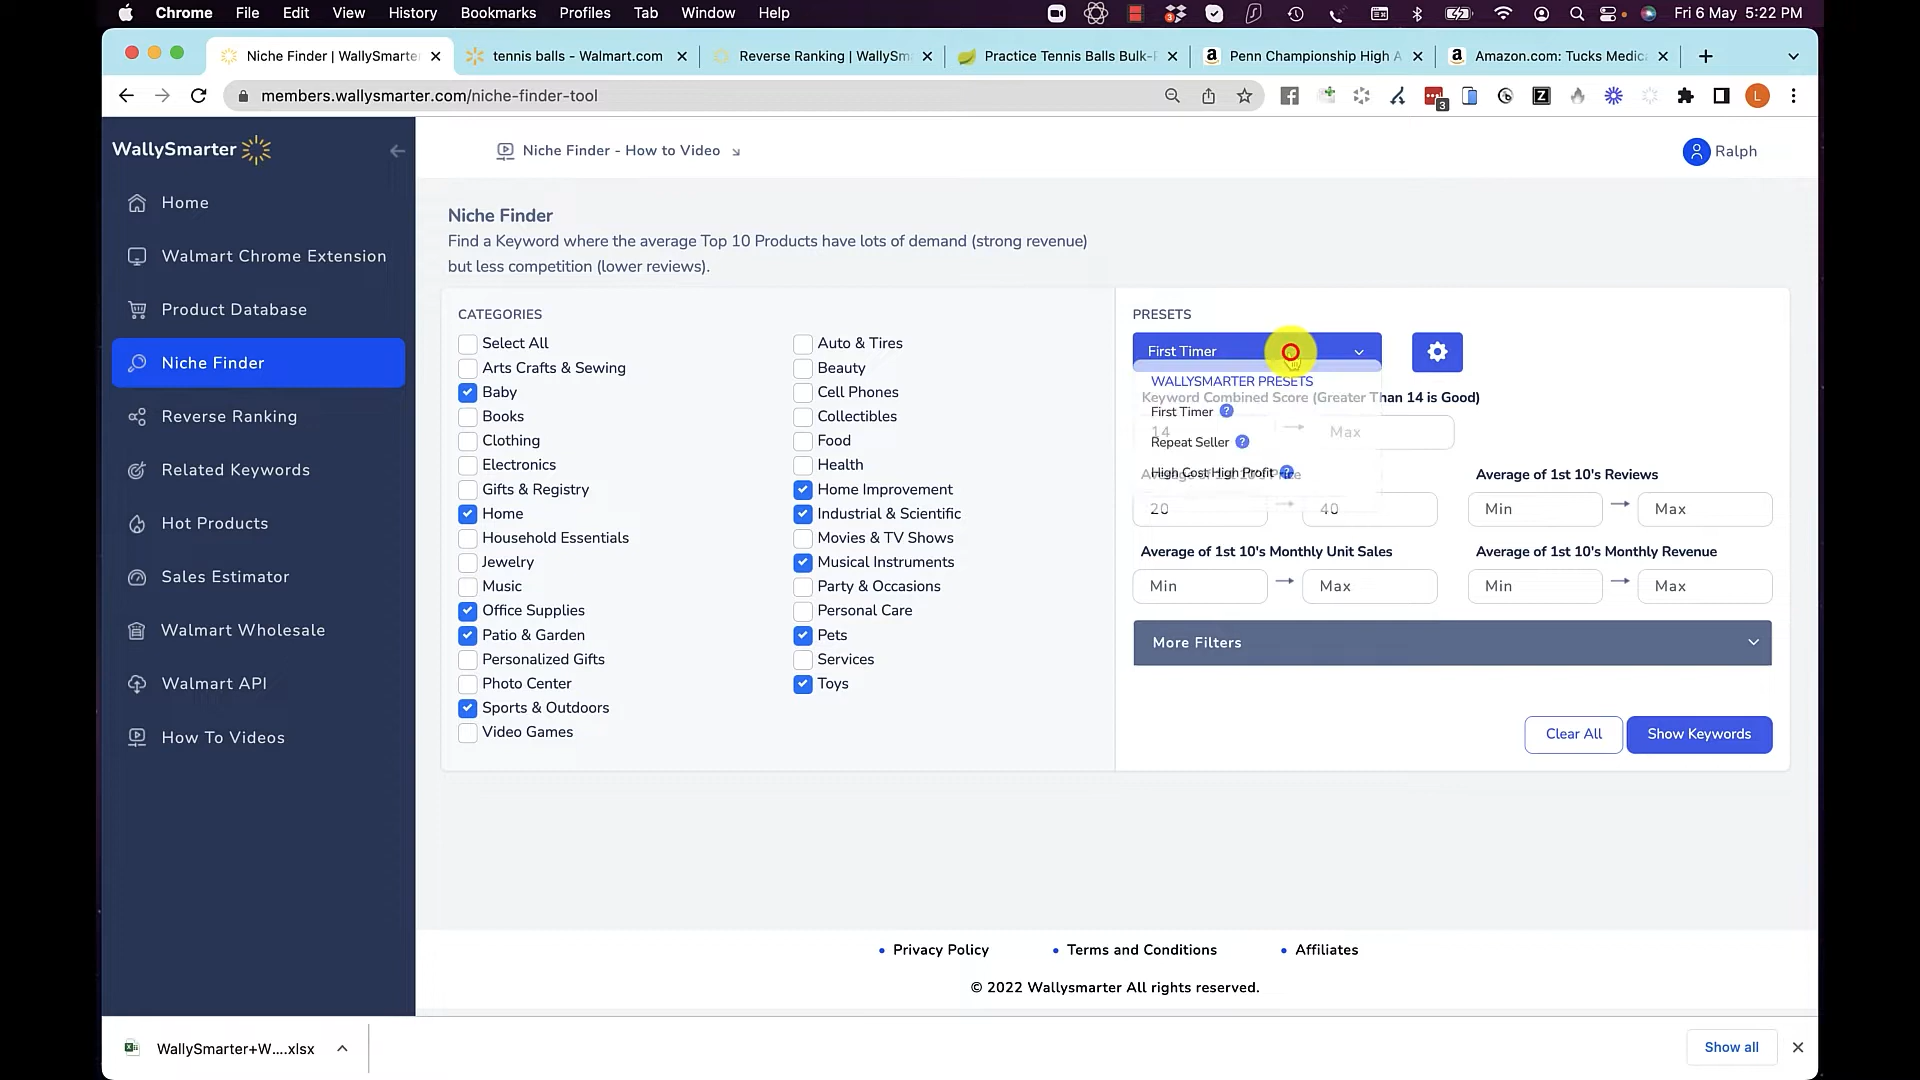 Chrome File Edit View History Bookmarks Profiles Tab Window Help
3
Fri 6 May 5:22 PM
Niche Finder | WallySmarte
tennis balls - Walmart.com
Reverse Ranking | WallySm
Practice Tennis Balls Bulk-
Penn Championship High A
Amazon.com: Tucks Medic
members.wallysmarter.com/niche-finder-tool
3
Z
L
WallySmarter
Home
Walmart Chrome Extension
Product Database
Niche Finder
Reverse Ranking
Related Keywords
Hot Products
Sales Estimator
Walmart Wholesale
Walmart API
How To Videos
Niche Finder - How to Video
Ralph
Niche Finder
Find a Keyword where the average Top 10 Products have lots of demand (strong revenue)
but less competition (lower reviews).
CATEGORIES
Select All
Arts Crafts & Sewing
Baby
Books
Clothing
Electronics
Gifts & Registry
Home
Household Essentials
Jewelry
Music
Office Supplies
Patio & Garden
Personalized Gifts
Photo Center
Sports & Outdoors
Video Games
Auto & Tires
Beauty
Cell Phones
Collectibles
Food
Health
Home Improvement
Industrial & Scientific
Movies & TV Shows
Musical Instruments
Party & Occasions
Personal Care
Pets
Services
Toys
PRESETS
First Timer
WALLYSMARTER PRESETS
Keyword Combined Score (Greater Than 14 is Good)
First Timer ?
14 Max
Repeat Seller ?
High Cost High Profit ?
Average of 1st 10's Price
20 40
Average of 1st 10's Reviews
Min Max
Average of 1st 10's Monthly Unit Sales
Min Max
Average of 1st 10's Monthly Revenue
Min Max
More Filters
Clear All
Show Keywords
• Privacy Policy • Terms and Conditions • Affiliates
© 2022 Wallysmarter All rights reserved.
WallySmarter+W....xlsx
Show all